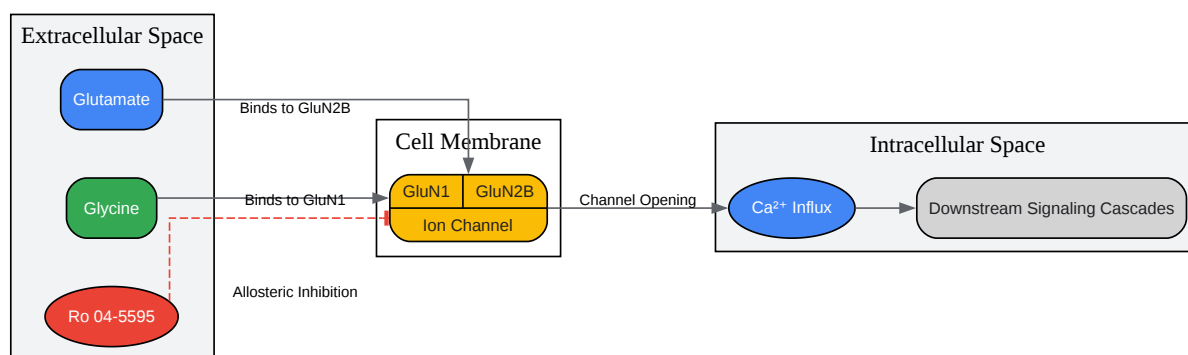 Extracellular Space
Glutamate
Binds to GluN2B
Glycine
Binds to GluN1
Ro 04-5595
Allosteric Inhibition
Cell Membrane
GluN1
GluN2B
Ion Channel
Channel Opening
Intracellular Space
Ca²⁺ Influx
Downstream Signaling Cascades